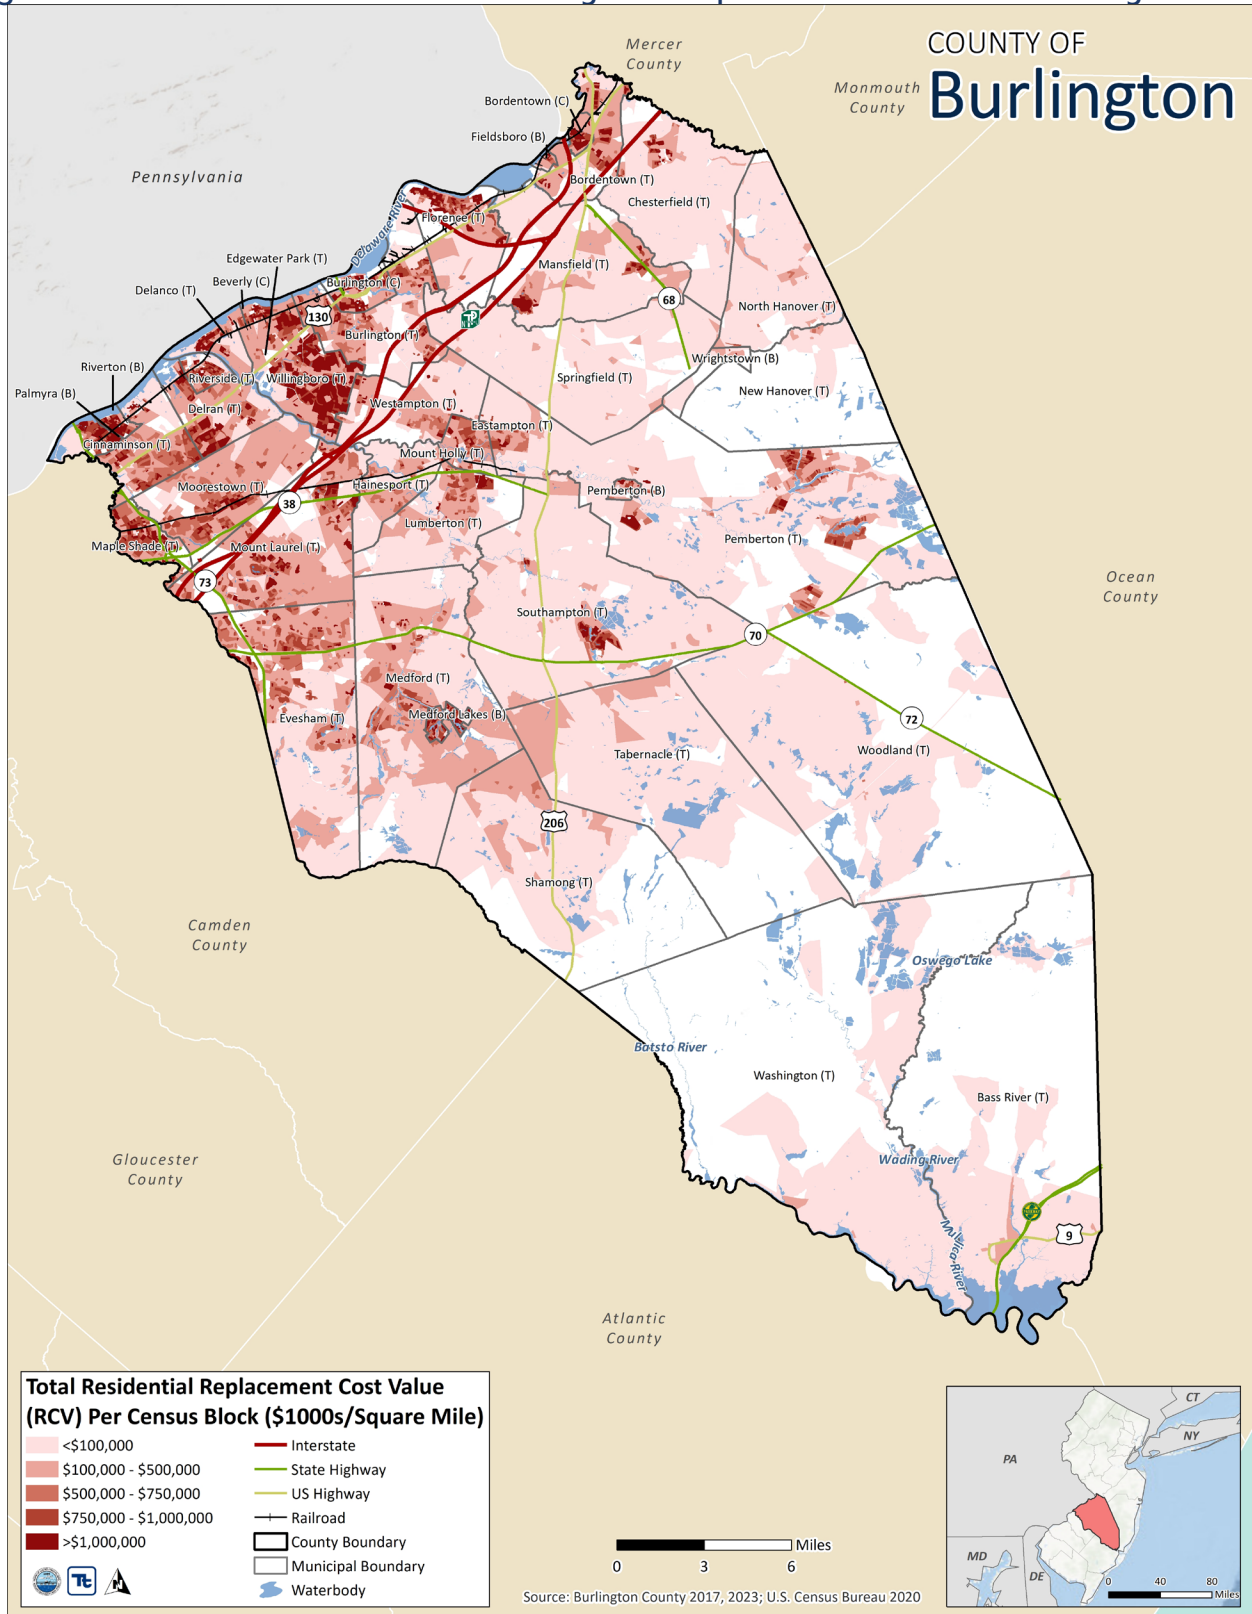 COUNTY OF
Burlington
Mercer
County
Monmouth
County
Pennsylvania
Bordentown (C)
Fieldsboro (B)
Bordentown (T)
Chesterfield (T)
Delaware River
Florence (T)
Edgewater Park (T)
Mansfield (T)
Beverly (C)
Burlington (C)
Delanco (T)
68
North Hanover (T)
130
Burlington (T)
Wrightstown (B)
Riverton (B)
Riverside (T)
Willingboro (T)
Springfield (T)
New Hanover (T)
Palmyra (B)
Delran (T)
Westampton (T)
Eastampton (T)
Cinnaminson (T)
Mount Holly (T)
Moorestown (T)
Hainesport (T)
Pemberton (B)
38
Lumberton (T)
Maple Shade (T)
Mount Laurel (T)
Pemberton (T)
73
Ocean
County
Southampton (T)
70
Medford (T)
Evesham (T)
Medford Lakes (B)
72
Tabernacle (T)
Woodland (T)
206
Shamong (T)
Camden
County
Oswego Lake
Batsto River
Washington (T)
Bass River (T)
Gloucester
County
Wading River
Mullica River
9
Atlantic
County
Total Residential Replacement Cost Value
(RCV) Per Census Block ($1000s/Square Mile)
<$100,000
$100,000 - $500,000
$500,000 - $750,000
$750,000 - $1,000,000
>$1,000,000
Interstate
State Highway
US Highway
Railroad
County Boundary
Municipal Boundary
Waterbody
Tt
N
Miles
0 3 6
Source: Burlington County 2017, 2023; U.S. Census Bureau 2020
CT
NY
PA
MD
DE
0 40 80
Miles